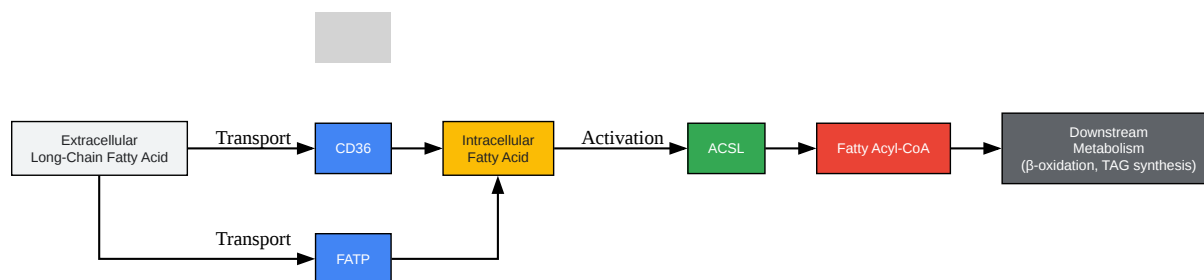 Extracellular
Long-Chain Fatty Acid
Transport
CD36
Intracellular
Fatty Acid
Activation
ACSL
Fatty Acyl-CoA
Downstream
Metabolism
(β-oxidation, TAG synthesis)
Transport
FATP